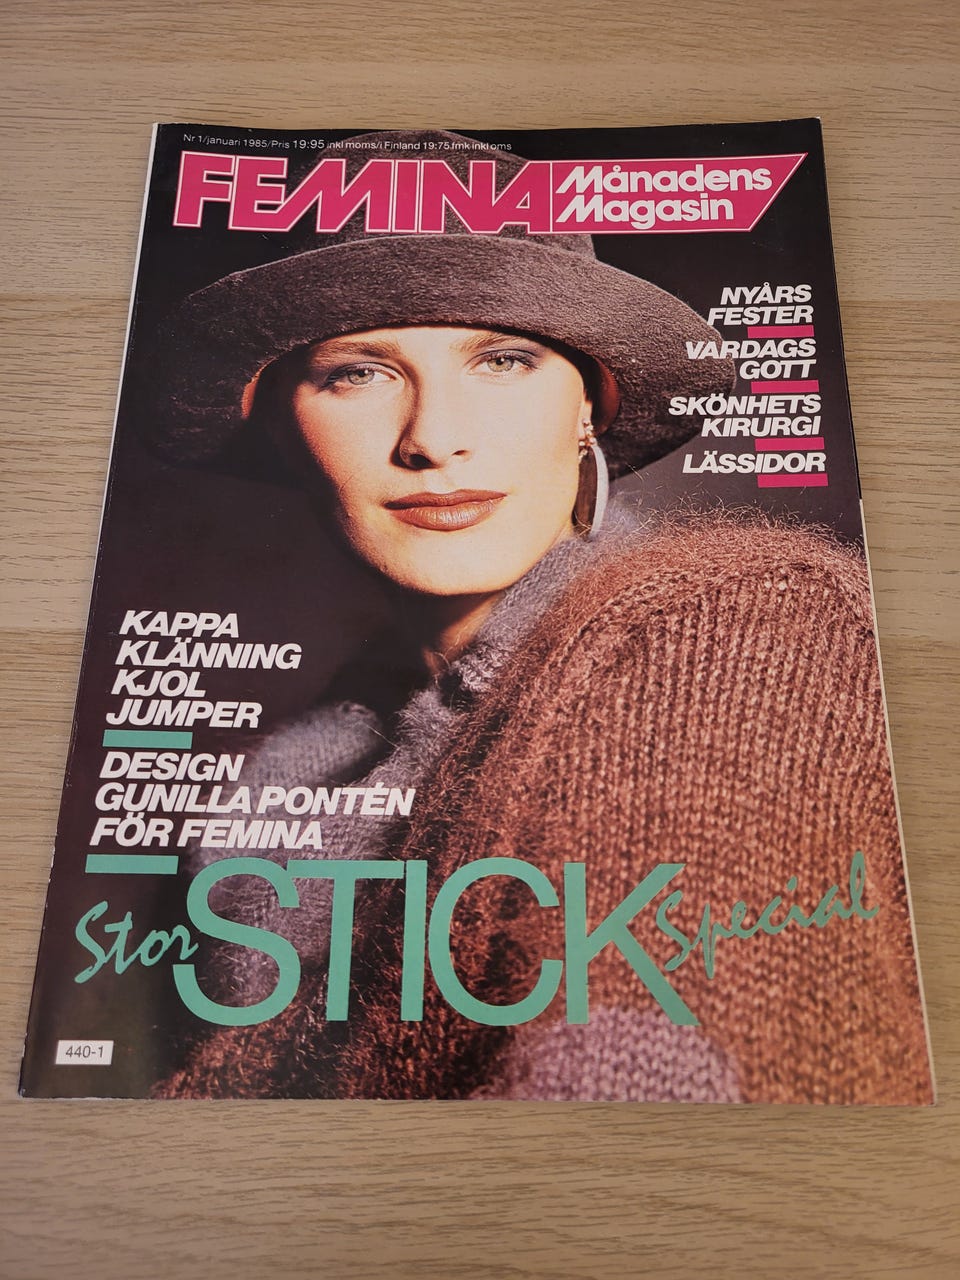 Nr 1/januari 1985/Pris 19:95 inkl moms/i Finland 19:75 fmk inkl oms
FEMINA Månadens
Magasin
NYÅRS
FESTER
VARDAGS
GOTT
SKÖNHETS
KIRURGI
LÄSSIDOR
KAPPA
KLÄNNING
KJOL
JUMPER
DESIGN
GUNILLA PONTÉN
FÖR FEMINA
Stor STICK Special
440-1